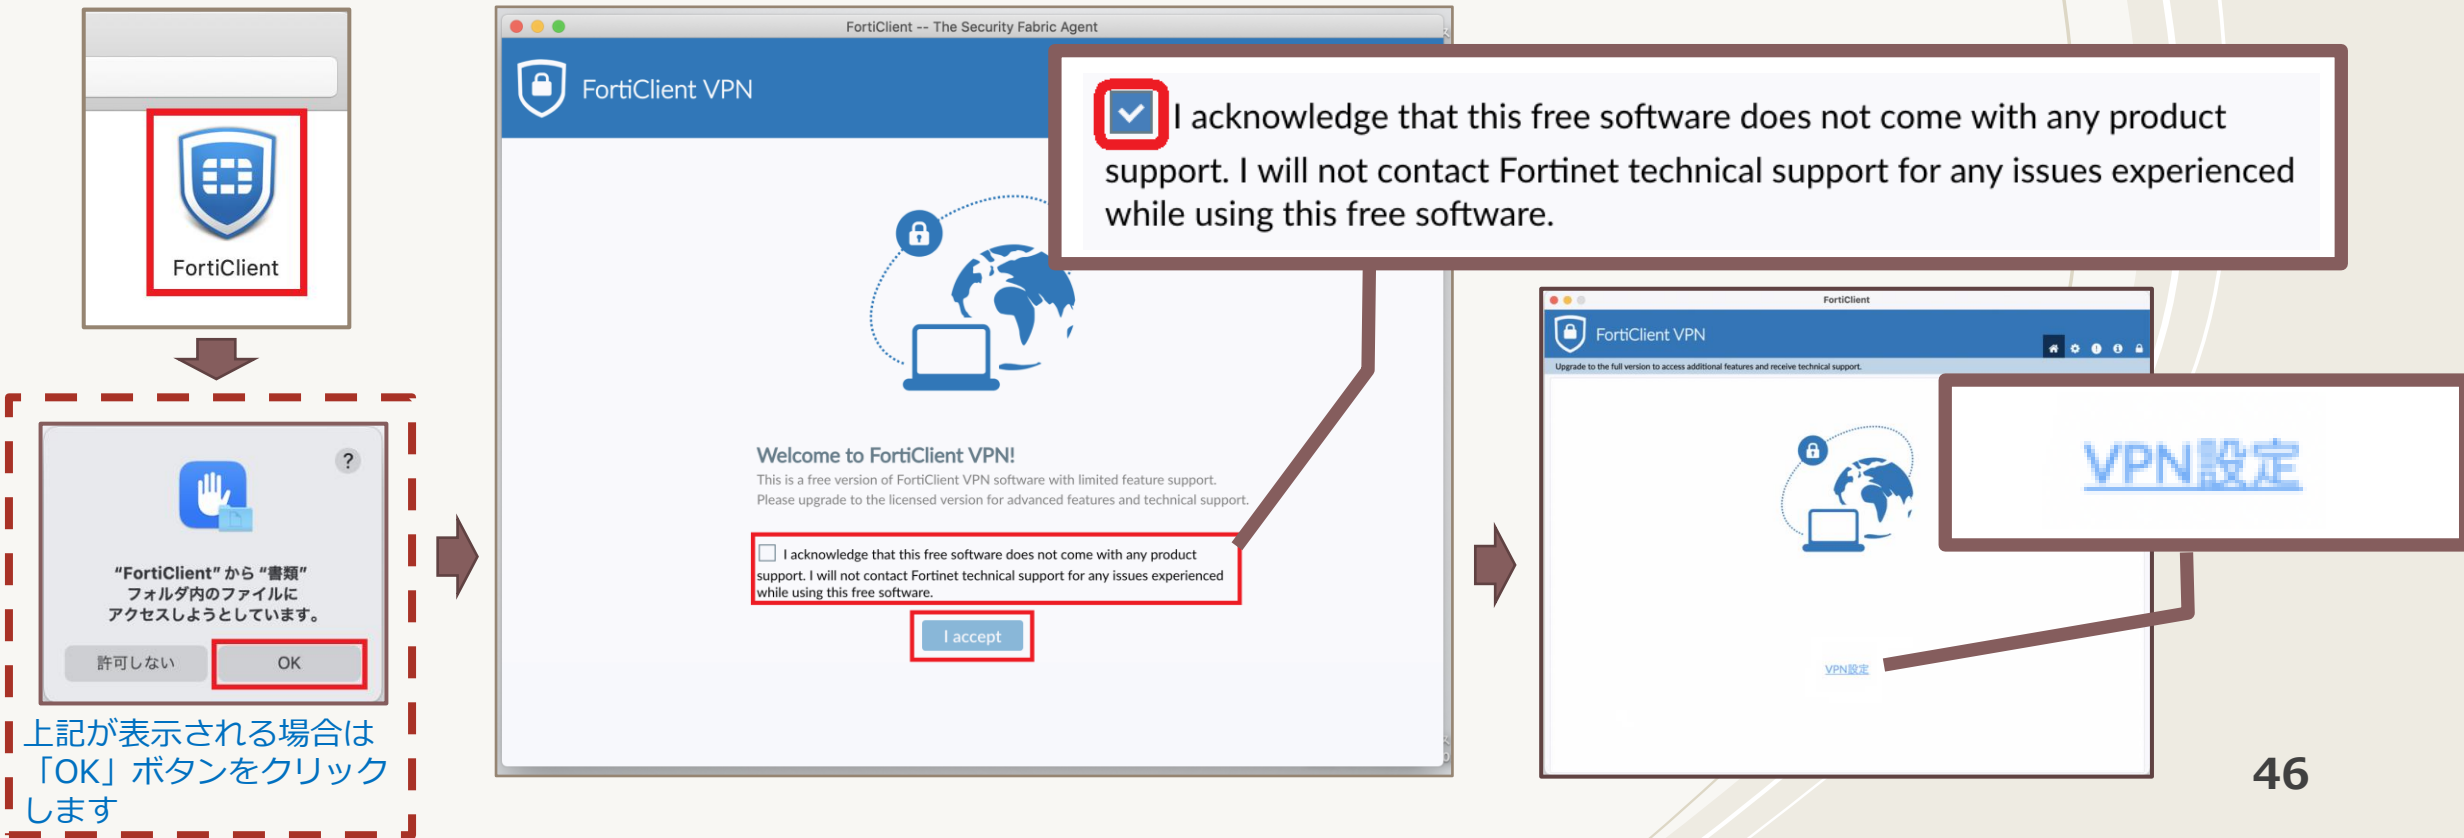 FortiClient
?
“FortiClient” から “書類”
フォルダ内のファイルに
アクセスしようとしています。
許可しない
OK
上記が表示される場合は
「OK」ボタンをクリック
します
FortiClient -- The Security Fabric Agent
FortiClient VPN
Welcome to FortiClient VPN!
This is a free version of FortiClient VPN software with limited feature support.
Please upgrade to the licensed version for advanced features and technical support.
I acknowledge that this free software does not come with any product
support. I will not contact Fortinet technical support for any issues experienced
while using this free software.
I accept
I acknowledge that this free software does not come with any product
support. I will not contact Fortinet technical support for any issues experienced
while using this free software.
FortiClient
FortiClient VPN
Upgrade to the full version to access additional features and receive technical support.
VPN設定
VPN設定
46